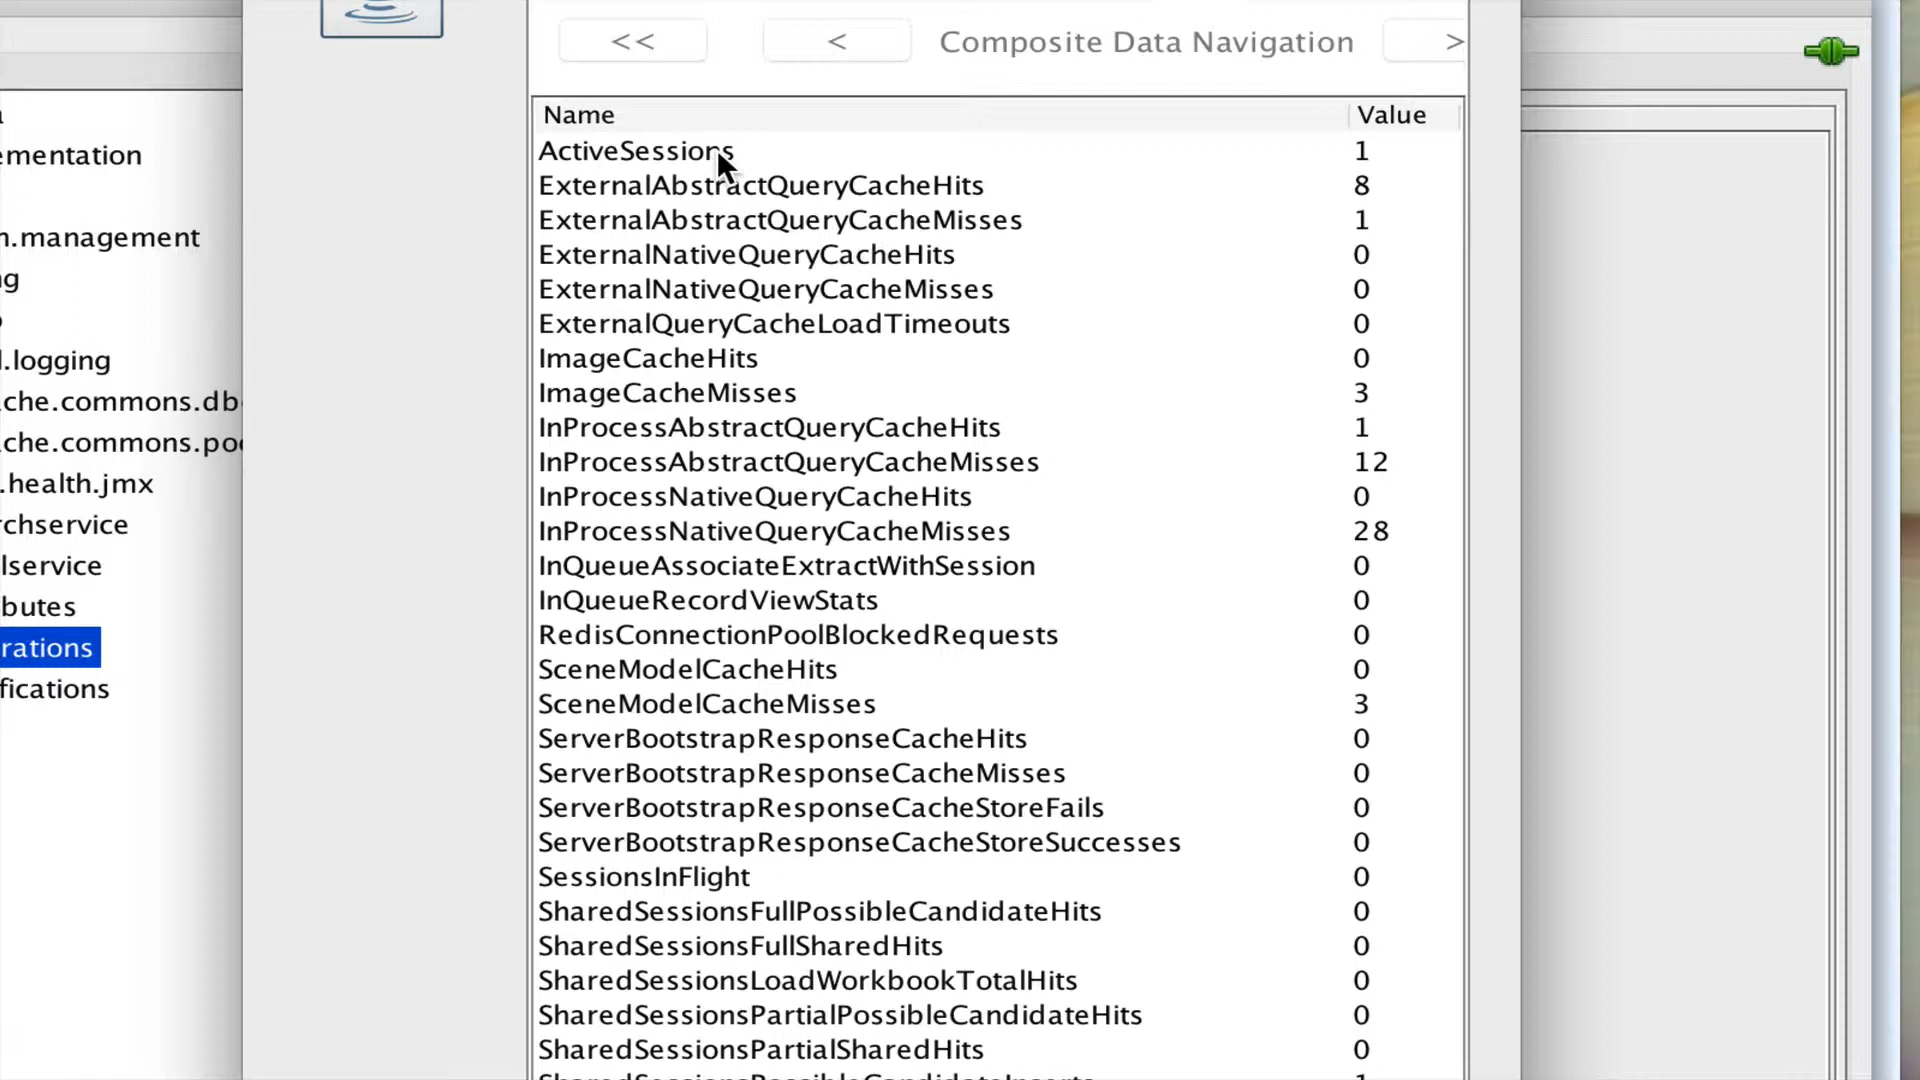 << < Composite Data Navigation >
Name Value
ementation
m.management
g
l.logging
che.commons.db
che.commons.po
.health.jmx
rchservice
lservice
butes
rations
fications
ActiveSessions 1
ExternalAbstractQueryCacheHits 8
ExternalAbstractQueryCacheMisses 1
ExternalNativeQueryCacheHits 0
ExternalNativeQueryCacheMisses 0
ExternalQueryCacheLoadTimeouts 0
ImageCacheHits 0
ImageCacheMisses 3
InProcessAbstractQueryCacheHits 1
InProcessAbstractQueryCacheMisses 12
InProcessNativeQueryCacheHits 0
InProcessNativeQueryCacheMisses 28
InQueueAssociateExtractWithSession 0
InQueueRecordViewStats 0
RedisConnectionPoolBlockedRequests 0
SceneModelCacheHits 0
SceneModelCacheMisses 3
ServerBootstrapResponseCacheHits 0
ServerBootstrapResponseCacheMisses 0
ServerBootstrapResponseCacheStoreFails 0
ServerBootstrapResponseCacheStoreSuccesses 0
SessionsInFlight 0
SharedSessionsFullPossibleCandidateHits 0
SharedSessionsFullSharedHits 0
SharedSessionsLoadWorkbookTotalHits 0
SharedSessionsPartialPossibleCandidateHits 0
SharedSessionsPartialSharedHits 0